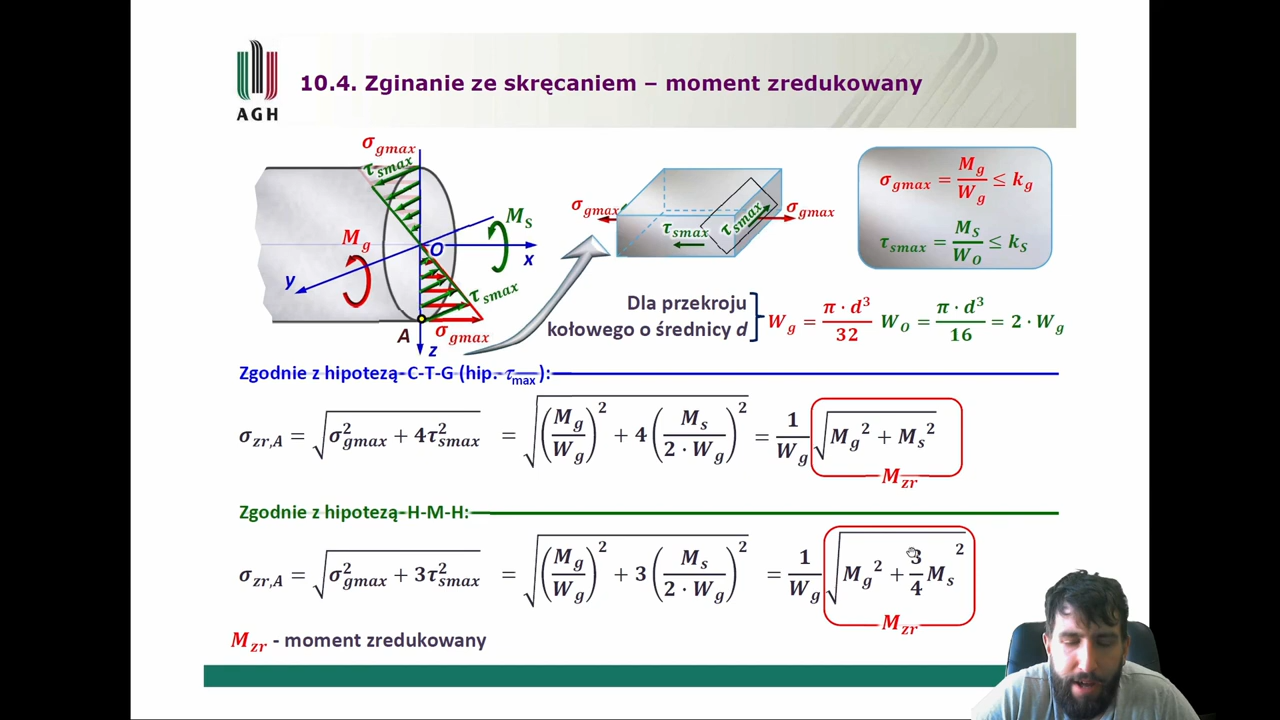 AGH
10.4. Zginanie ze skręcaniem – moment zredukowany
σ_gmax
τ_smax
M_g
M_S
O
x
y
τ_smax
A
σ_gmax
z
σ_gmax
τ_smax
τ_smax
σ_gmax
σ_gmax = M_g / W_g ≤ k_g
τ_smax = M_S / W_O ≤ k_S
Dla przekroju
kołowego o średnicy d
W_g = π · d³ / 32
W_O = π · d³ / 16 = 2 · W_g
Zgodnie z hipotezą C-T-G (hip. τ_max):
σ_zr,A = √(σ²_gmax + 4τ²_smax) = √((M_g / W_g)² + 4(M_s / (2 · W_g))²) = 1/W_g √(M_g² + M_s²)
M_zr
Zgodnie z hipotezą H-M-H:
σ_zr,A = √(σ²_gmax + 3τ²_smax) = √((M_g / W_g)² + 3(M_s / (2 · W_g))²) = 1/W_g √(M_g² + 3/4 M_s²)
M_zr
M_zr - moment zredukowany